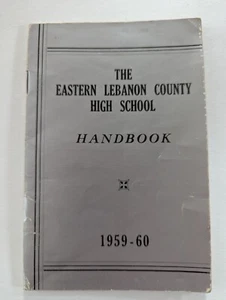 THE
EASTERN LEBANON COUNTY
HIGH SCHOOL
HANDBOOK
1959-60